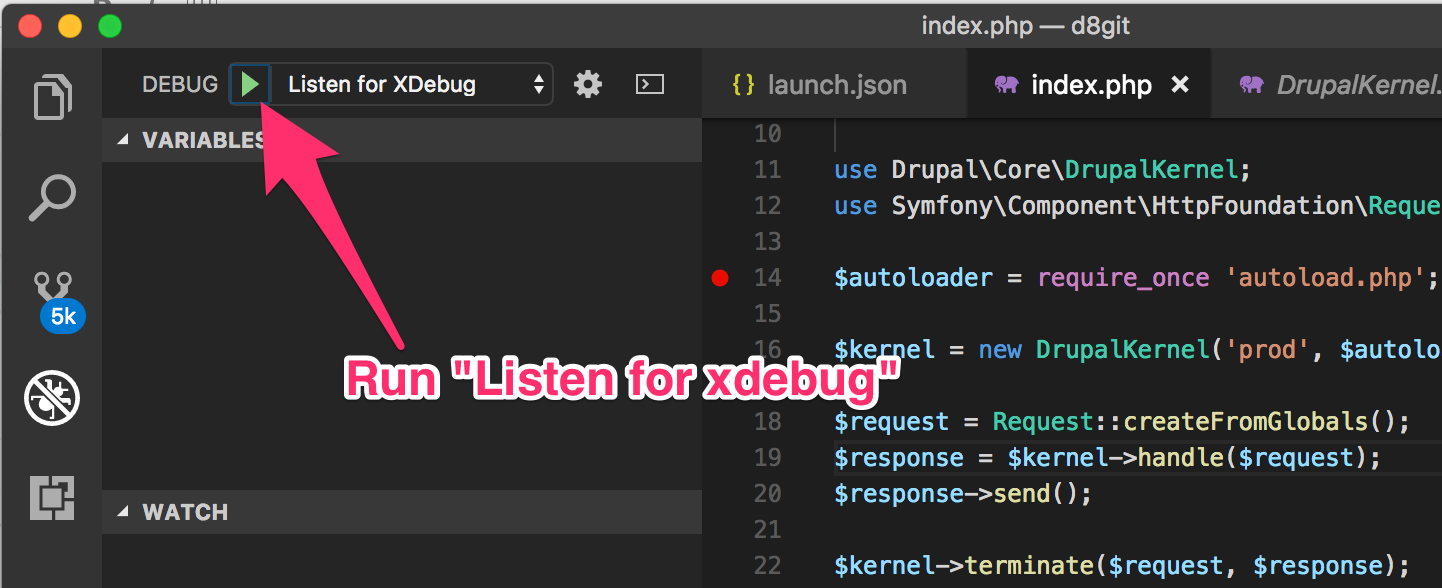 index.php — d8git
DEBUG
Listen for XDebug
{} launch.json
index.php
DrupalKernel.
VARIABLES
5k
Run "Listen for xdebug"
WATCH
10
11 use Drupal\Core\DrupalKernel;
12 use Symfony\Component\HttpFoundation\Reque
13
14 $autoloader = require_once 'autoload.php';
15
16 $kernel = new DrupalKernel('prod', $autolo
18 $request = Request::createFromGlobals();
19 $response = $kernel->handle($request);
20 $response->send();
21
22 $kernel->terminate($request, $response);